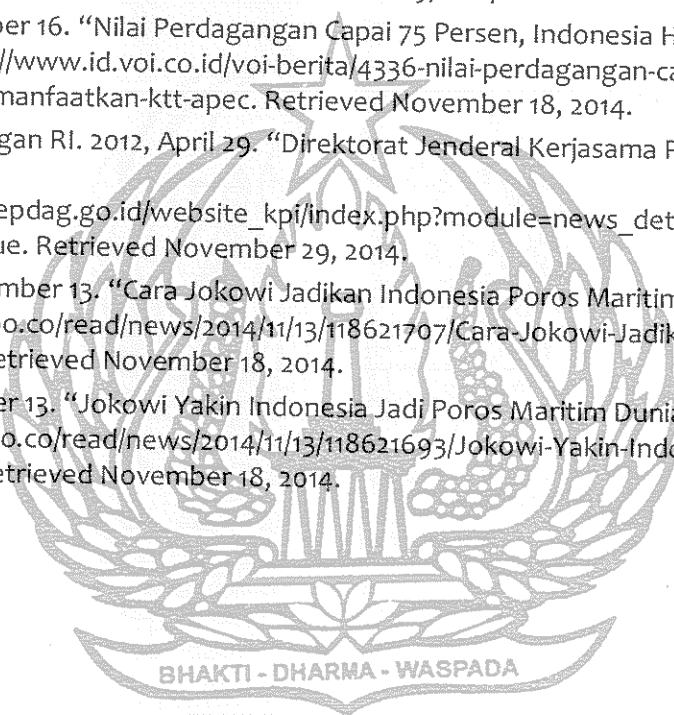 ber 16. “Nilai Perdagangan Capai 75 Persen, Indonesia H
//www.id.voi.co.id/voi-berita/4336-nilai-perdagangan-ca
manfaatkan-ktt-apec. Retrieved November 18, 2014.
gan RI. 2012, April 29. “Direktorat Jenderal Kerjasama P
epdag.go.id/website_kpi/index.php?module=news_det
ue. Retrieved November 29, 2014.
mber 13. “Cara Jokowi Jadikan Indonesia Poros Maritim
o.co/read/news/2014/11/13/118621707/Cara-Jokowi-Jadik
etrieved November 18, 2014.
er 13. “Jokowi Yakin Indonesia Jadi Poros Maritim Dunia
o.co/read/news/2014/11/13/118621693/Jokowi-Yakin-Indo
etrieved November 18, 2014.
BHAKTI - DHARMA - WASPADA